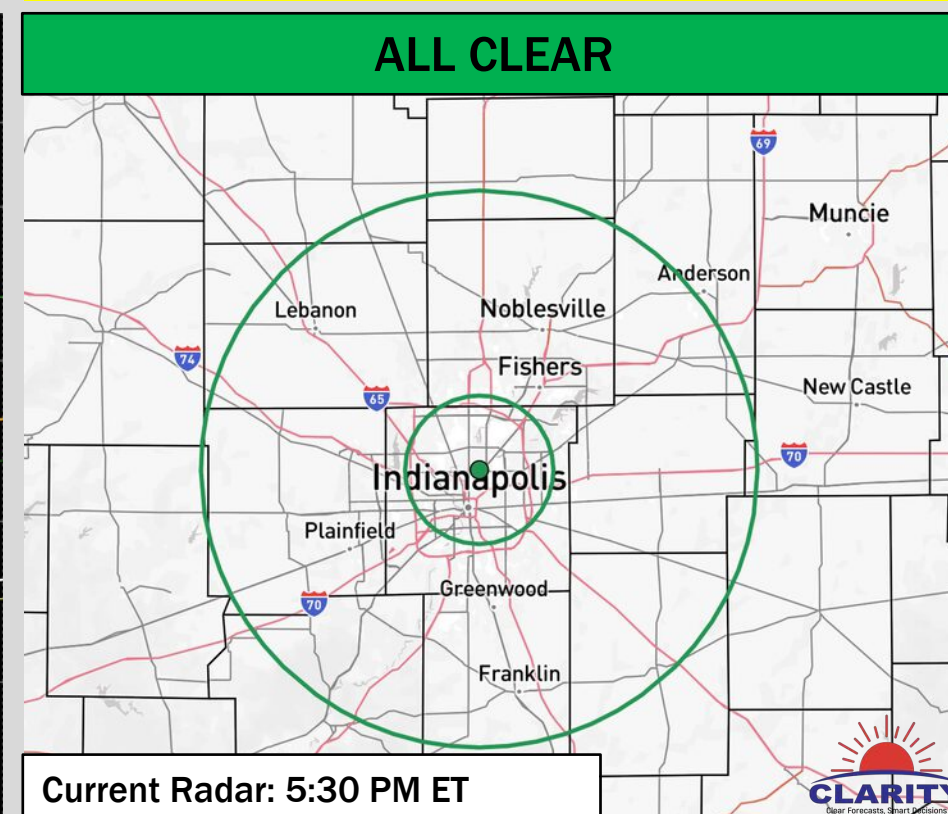 ALL CLEAR
69
Muncie
Anderson
Lebanon
Noblesville
74
Fishers
65
New Castle
70
Indianapolis
Plainfield
Greenwood
70
Franklin
Current Radar: 5:30 PM ET
CLARITY
Clear Forecasts, Smart Decisions